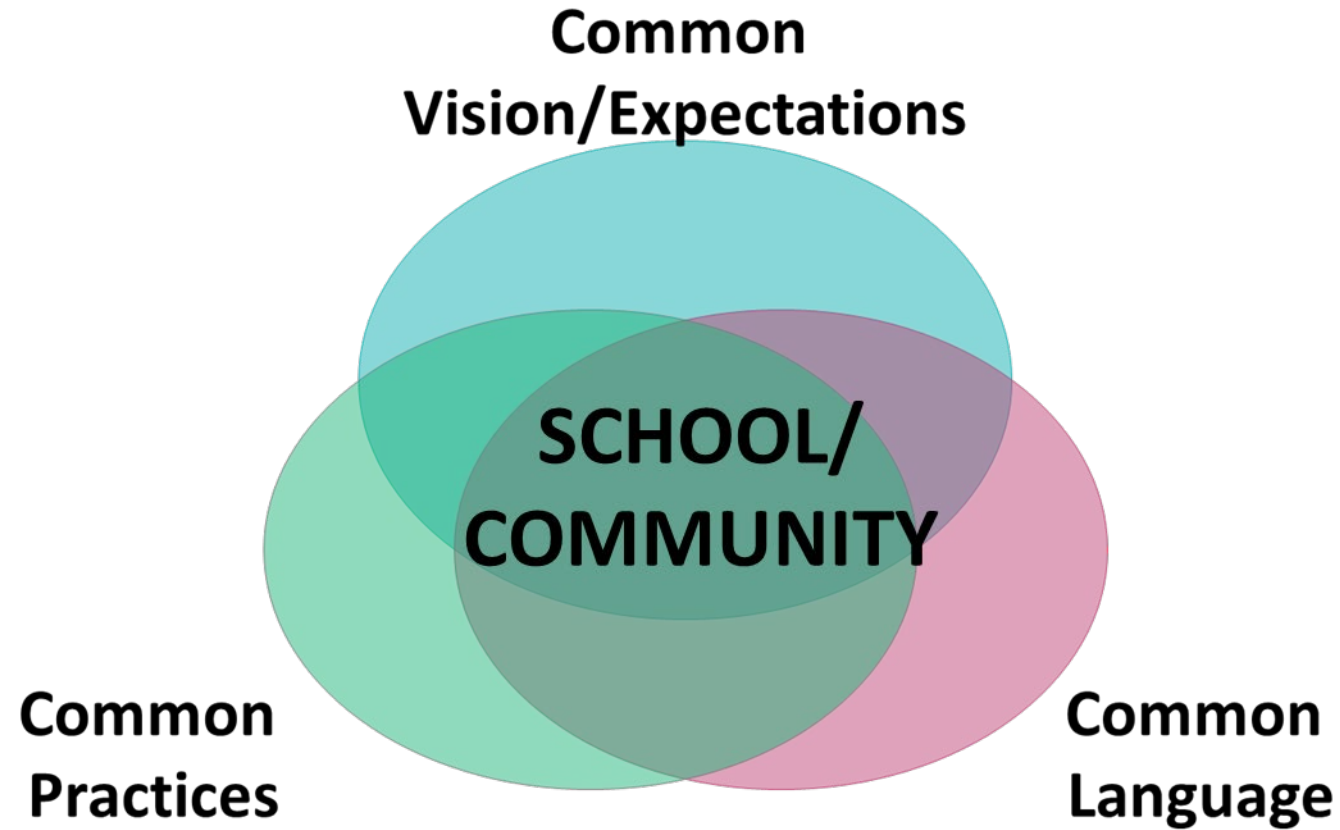 Common
Vision/Expectations
SCHOOL/
COMMUNITY
Common
Practices
Common
Language